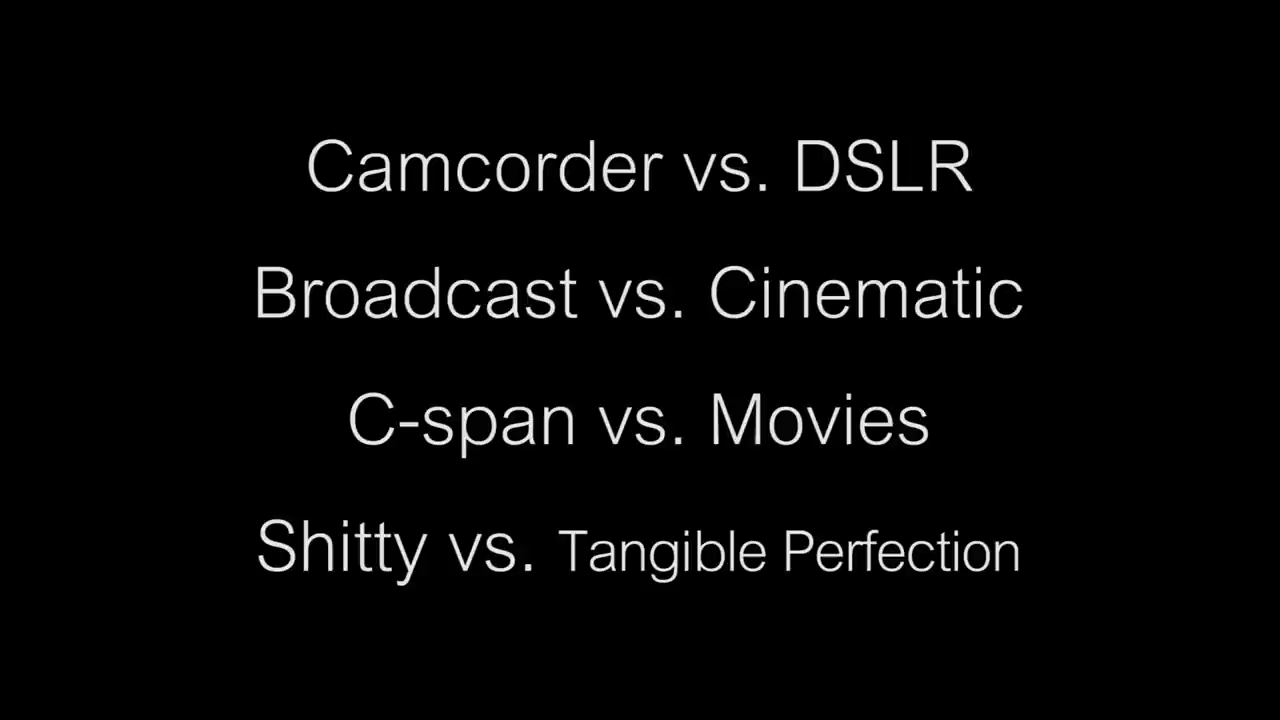 Camcorder vs. DSLR
Broadcast vs. Cinematic
C-span vs. Movies
Shitty vs. Tangible Perfection